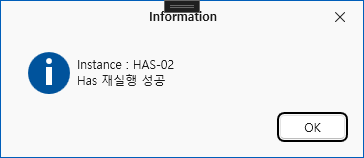 Information
Instance : HAS-02
Has 재실행 성공
OK